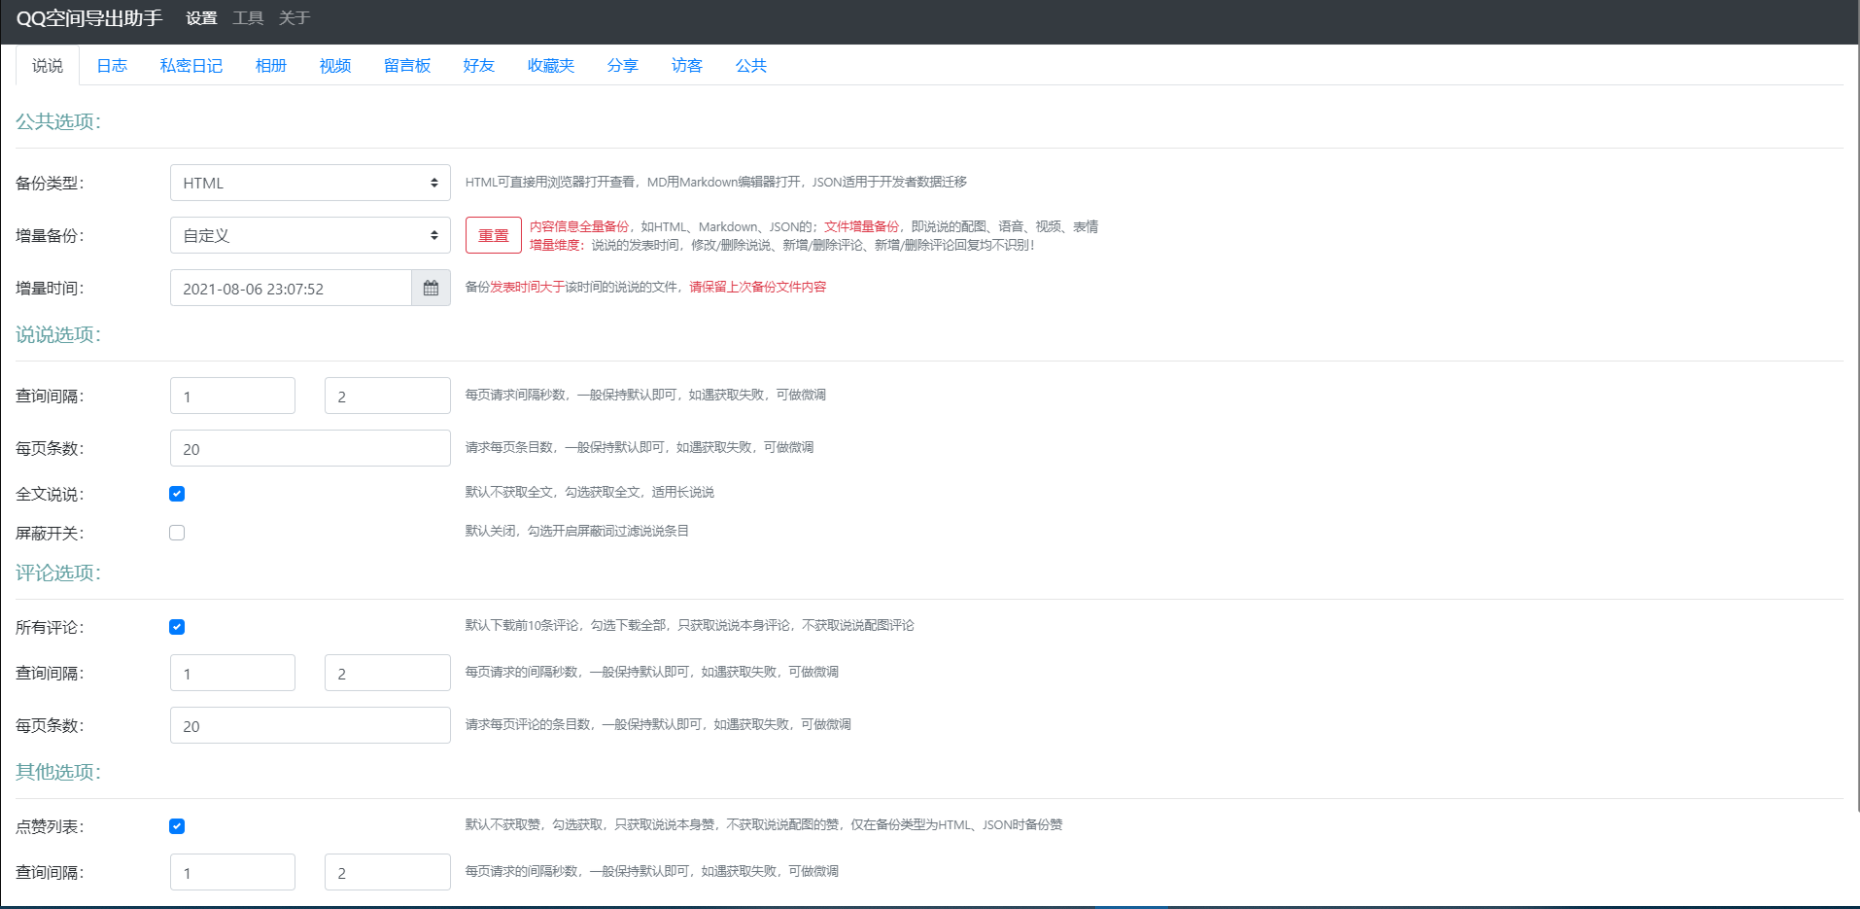 QQ空间导出助手 设置 工具 关于
说说 日志 私密日记 相册 视频 留言板 好友 收藏夹 分享 访客 公共
公共选项：
备份类型： HTML HTML可直接用浏览器打开查看，MD用Markdown编辑器打开，JSON适用于开发者数据迁移
增量备份： 自定义 重置 内容信息全量备份，如HTML、Markdown、JSON的；文件增量备份，即说说的配图、语音、视频、表情
增量维度：说说的发表时间，修改/删除说说、新增/删除评论、新增/删除评论回复均不识别！
增量时间： 2021-08-06 23:07:52 备份发表时间大于该时间的说说的文件，请保留上次备份文件内容
说说选项：
查询间隔： 1 2 每页请求间隔秒数，一般保持默认即可，如遇获取失败，可做微调
每页条数： 20 请求每页条目数，一般保持默认即可，如遇获取失败，可做微调
全文说说： 默认不获取全文，勾选获取全文，适用长说说
屏蔽开关： 默认关闭，勾选开启屏蔽词过滤说说条目
评论选项：
所有评论： 默认下载前10条评论，勾选下载全部，只获取说说本身评论，不获取说说配图评论
查询间隔： 1 2 每页请求的间隔秒数，一般保持默认即可，如遇获取失败，可做微调
每页条数： 20 请求每页评论的条目数，一般保持默认即可，如遇获取失败，可做微调
其他选项：
点赞列表： 默认不获取赞，勾选获取，只获取说说本身赞，不获取说说配图的赞，仅在备份类型为HTML、JSON时备份赞
查询间隔： 1 2 每页请求的间隔秒数，一般保持默认即可，如遇获取失败，可做微调